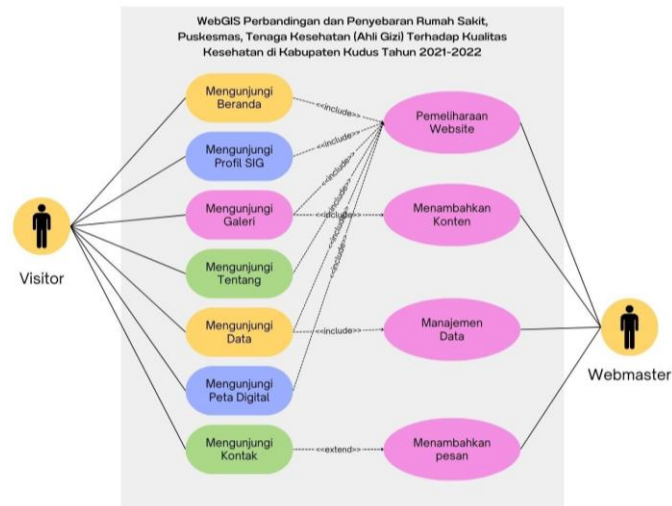 WebGIS Perbandingan dan Penyebaran Rumah Sakit,
Puskesmas, Tenaga Kesehatan (Ahli Gizi) Terhadap Kualitas
Kesehatan di Kabupaten Kudus Tahun 2021-2022
Mengunjungi
Beranda
<<include>>
Pemeliharaan
Website
Mengunjungi
Profil SIG
<<include>>
Mengunjungi
Galeri
<<include>>
<<include>>
Menambahkan
Konten
Mengunjungi
Tentang
<<include>>
Visitor
Mengunjungi
Data
<<include>>
<<include>>
Manajemen
Data
Webmaster
Mengunjungi
Peta Digital
<<include>>
Mengunjungi
Kontak
<<extend>>
Menambahkan
pesan